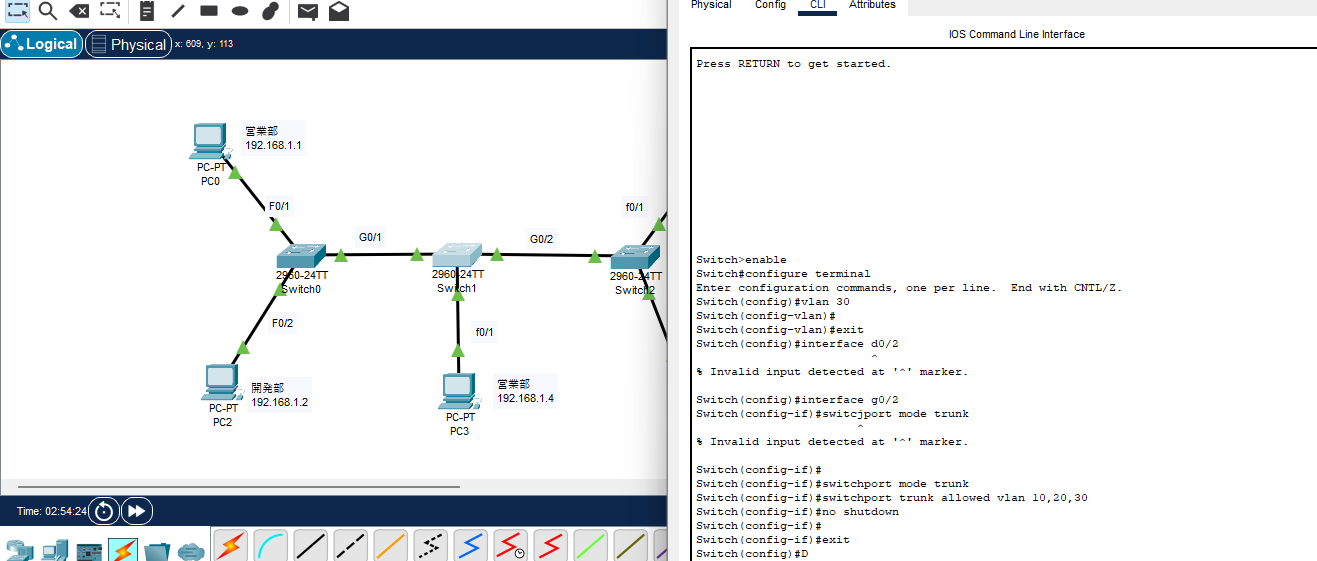 Logical
Physical
x: 609, y: 113
営業部
192.168.1.1
PC-PT
PC0
F0/1
G0/1
G0/2
f0/1
2960-24TT
Switch0
2960-24TT
Switch1
2960-24TT
Switch2
F0/2
f0/1
開発部
192.168.1.2
PC-PT
PC2
営業部
192.168.1.4
PC-PT
PC3
Time: 02:54:24
Physical Config CLI Attributes
IOS Command Line Interface
Press RETURN to get started.
Switch>enable
Switch#configure terminal
Enter configuration commands, one per line.  End with CNTL/Z.
Switch(config)#vlan 30
Switch(config-vlan)#
Switch(config-vlan)#exit
Switch(config)#interface d0/2
^
% Invalid input detected at '^' marker.
Switch(config)#interface g0/2
Switch(config-if)#switcjport mode trunk
^
% Invalid input detected at '^' marker.
Switch(config-if)#
Switch(config-if)#switchport mode trunk
Switch(config-if)#switchport trunk allowed vlan 10,20,30
Switch(config-if)#no shutdown
Switch(config-if)#
Switch(config-if)#exit
Switch(config)#D